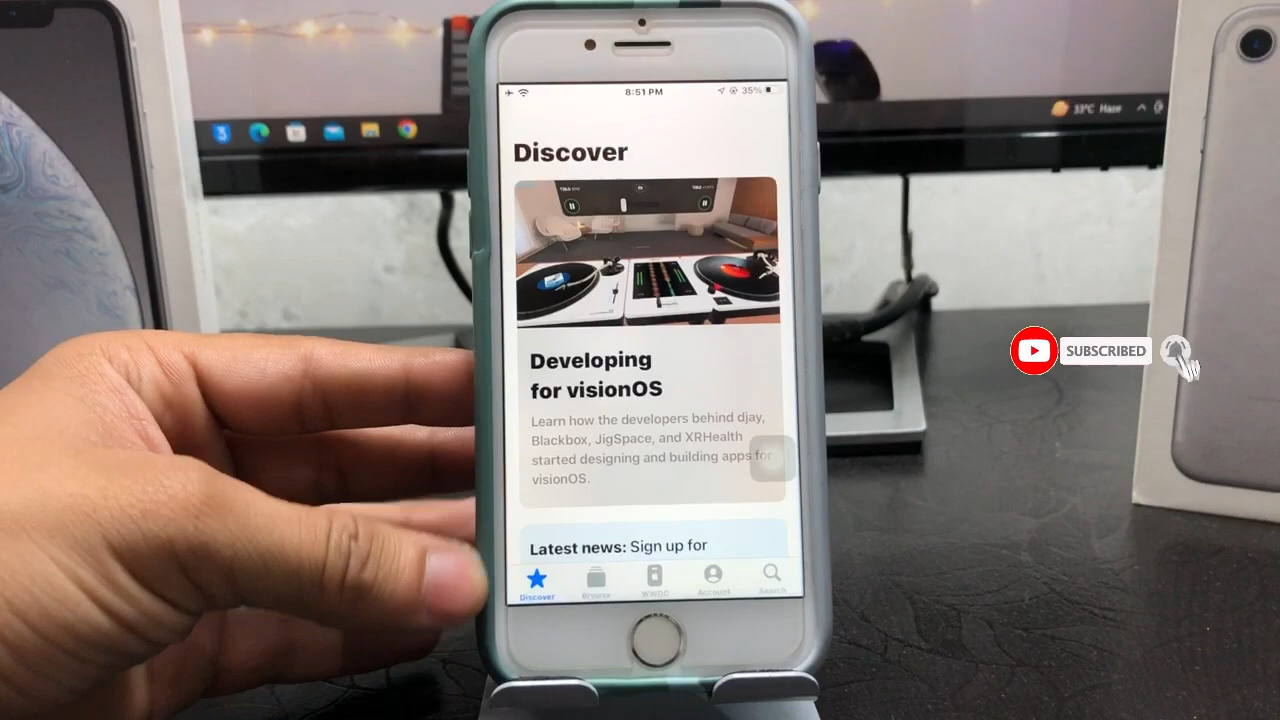 8:51 PM
35%
33°C Haze
Discover
Developing
for visionOS
Learn how the developers behind djay,
Blackbox, JigSpace, and XRHealth
started designing and building apps for
visionOS.
SUBSCRIBED
Latest news: Sign up for
Discover
Browse
WWDC
Account
Search